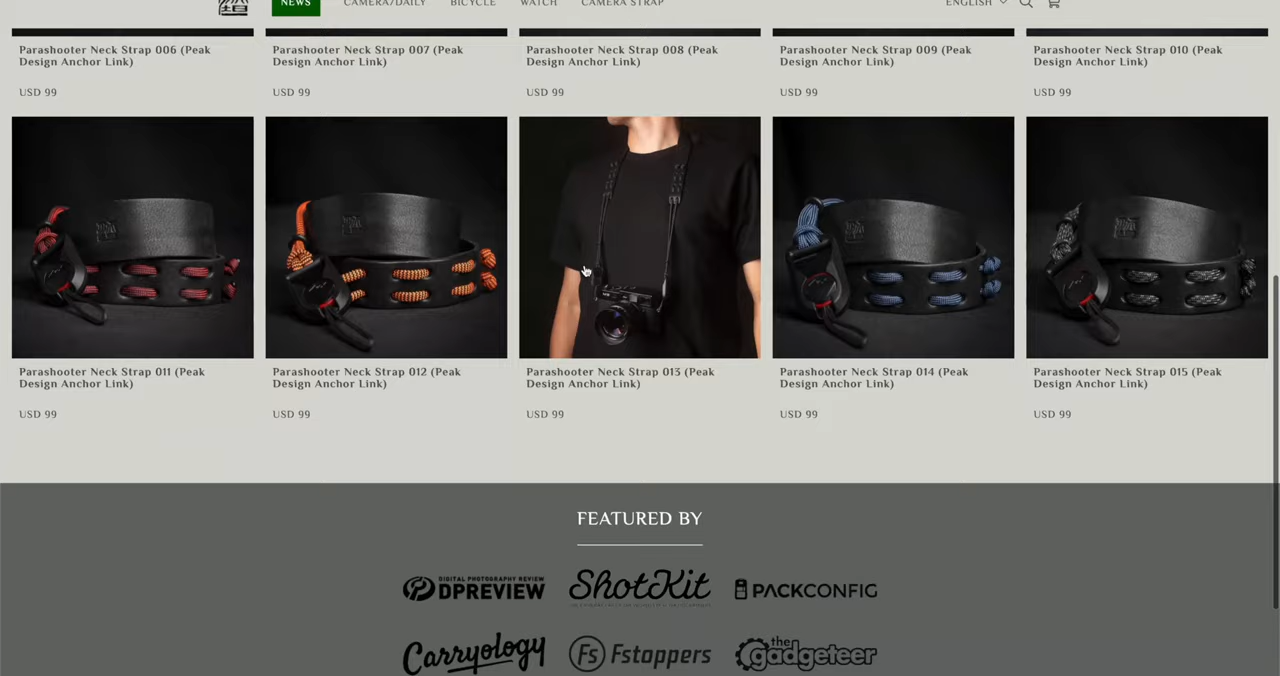 NEWS
CAMERA/DAILY
BICYCLE
WATCH
CAMERA STRAP
ENGLISH
Parashooter Neck Strap 006 (Peak
Design Anchor Link)
USD 99
Parashooter Neck Strap 007 (Peak
Design Anchor Link)
USD 99
Parashooter Neck Strap 008 (Peak
Design Anchor Link)
USD 99
Parashooter Neck Strap 009 (Peak
Design Anchor Link)
USD 99
Parashooter Neck Strap 010 (Peak
Design Anchor Link)
USD 99
Parashooter Neck Strap 011 (Peak
Design Anchor Link)
USD 99
Parashooter Neck Strap 012 (Peak
Design Anchor Link)
USD 99
Parashooter Neck Strap 013 (Peak
Design Anchor Link)
USD 99
Parashooter Neck Strap 014 (Peak
Design Anchor Link)
USD 99
Parashooter Neck Strap 015 (Peak
Design Anchor Link)
USD 99
FEATURED BY
DIGITAL PHOTOGRAPHY REVIEW
DPREVIEW
ShotKit
PACKCONFIG
Carryology
Fs Fstoppers
the
gadgeteer